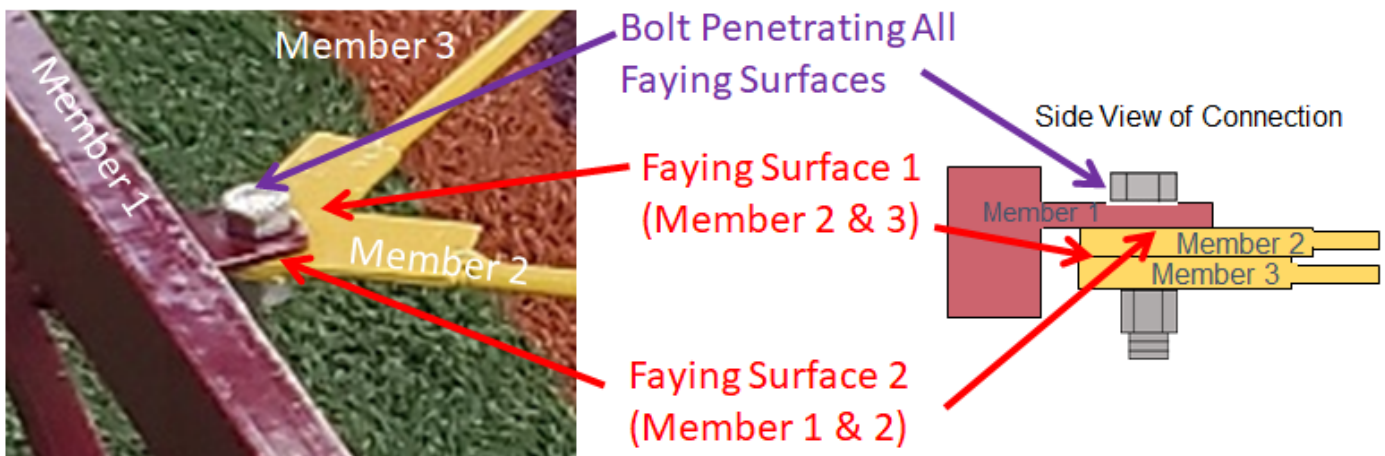 Member 3
Member 1
Member 2
Bolt Penetrating All
Faying Surfaces
Faying Surface 1
(Member 2 & 3)
Faying Surface 2
(Member 1 & 2)
Side View of Connection
Member 1
Member 2
Member 3